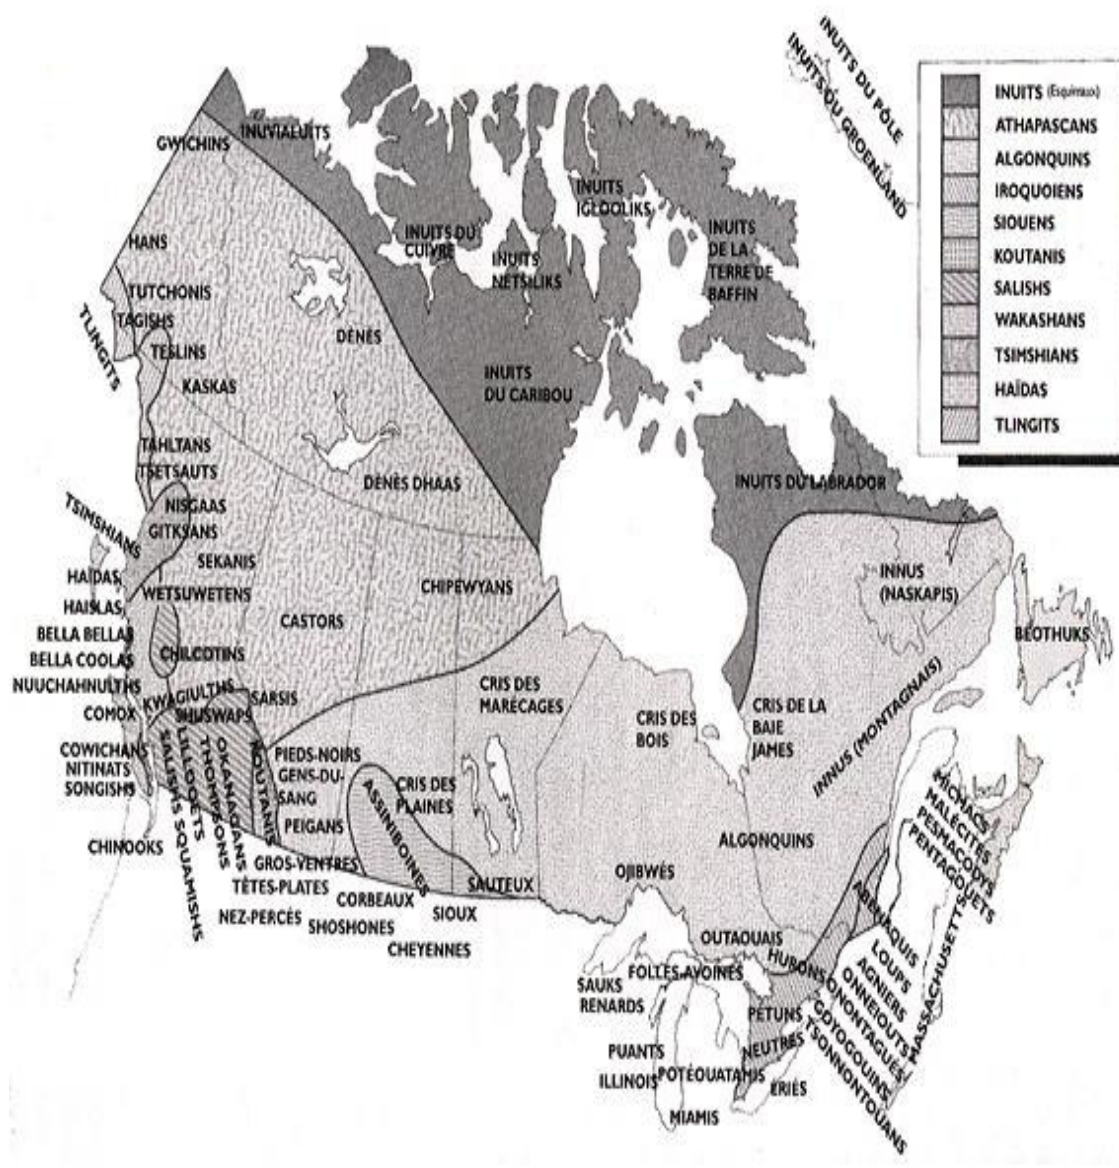 INUITS DU PÔLE
INUITS DU GROENLAND
INUITS (Esquimaux)
ATHAPASCANS
ALGONQUINS
IROQUOIENS
SIOUENS
KOUTANIS
SALISHS
WAKASHANS
TSIMSHIANS
HAÏDAS
TLINGITS
GWICHINS
INUVIALUITS
INUITS
IGLOOLIKS
INUITS DU
CUIVRE
INUITS
NETSILIKS
INUITS
DE LA
TERRE DE
BAFFIN
HANS
TUTCHONIS
TAGISHS
TLINGITS
TESLINS
KASKAS
DÉNÉS
INUITS
DU CARIBOU
TAHLTANS
TSETSAUTS
DÉNÉS DHAAS
INUITS DU LABRADOR
NISGAAS
GITKSANS
TSIMSHIANS
SEKANIS
HAÏDAS
WETSUWETENS
CHIPEWYANS
INNUS
(NASKAPIS)
HAISLAS
CASTORS
BELLA BELLAS
BÉOTHUKS
BELLA COOLAS
CHILCOTINS
NUUCHAHNULTHS
KWAGIULTHS
SARSIS
CRIS DES
MARÉCAGES
COMOX
SHUSWAPS
CRIS DES
BOIS
CRIS DE LA
BAIE
JAMES
INNUS (MONTAGNAIS)
COWICHANS
NITINATS
SONGISHS
SALISHS SQUAMISHS
LILLOOETS
THOMPSONS
OKANAGANS
KOUTANIS
PIEDS-NOIRS
GENS-DU-
SANG
PEIGANS
ASSINIBOINES
CRIS DES
PLAINES
CHINOOKS
GROS-VENTRES
TÊTES-PLATES
NEZ-PERCÉS
CORBEAUX
SHOSHONES
SIOUX
CHEYENNES
SAUTEUX
OJIBWÉS
ALGONQUINS
MICMACS
MALÉCITES
PESMACODYS
PENTAGOUETS
ABÉNAQUIS
LOUPS
AGNIERS
ONNEIOUTS
ONONTAGUÉS
GOYOGOUINS
TSONNONTOUANS
MASSACHUSETTS
OUTAOUAIS
HURONS
FOLLES-AVOINES
SAUKS
RENARDS
PÉTUNS
NEUTRES
PUANTS
ILLINOIS
POTÉOUATAMIS
ÉRIÉS
MIAMIS